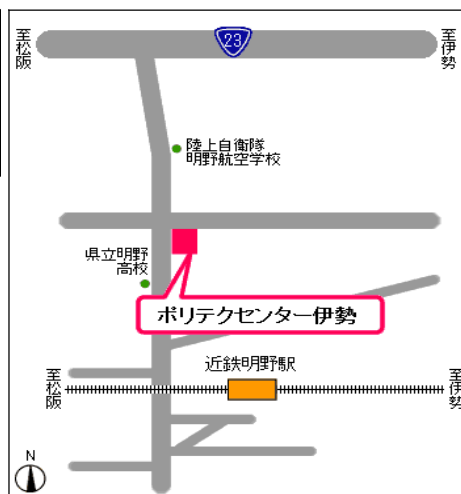 至松阪
23
至伊勢
陸上自衛隊
明野航空学校
県立明野
高校
ポリテクセンター伊勢
近鉄明野駅
至松阪
至伊勢
N